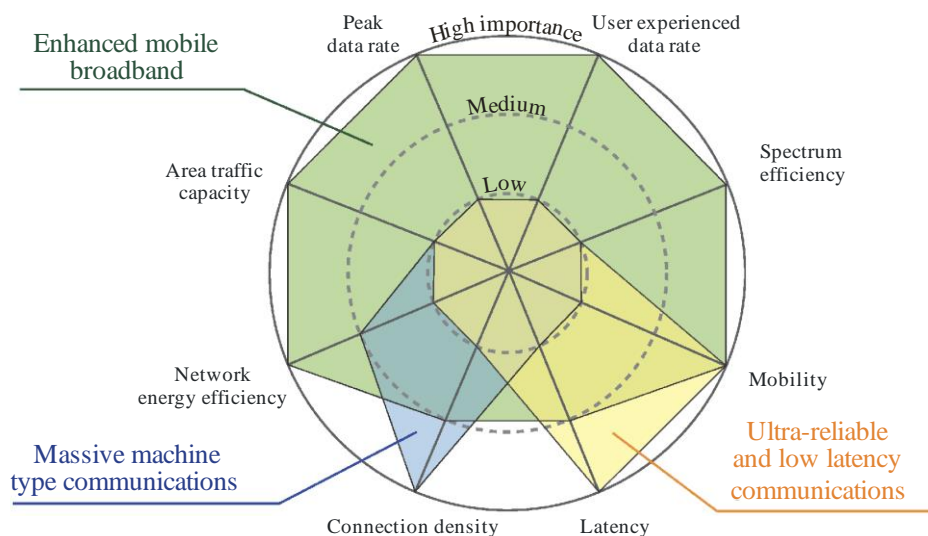 Peak
data rate
High importance
User experienced
data rate
Enhanced mobile
broadband
Medium
Area traffic
capacity
Low
Spectrum
efficiency
Network
energy efficiency
Mobility
Massive machine
type communications
Ultra-reliable
and low latency
communications
Connection density
Latency